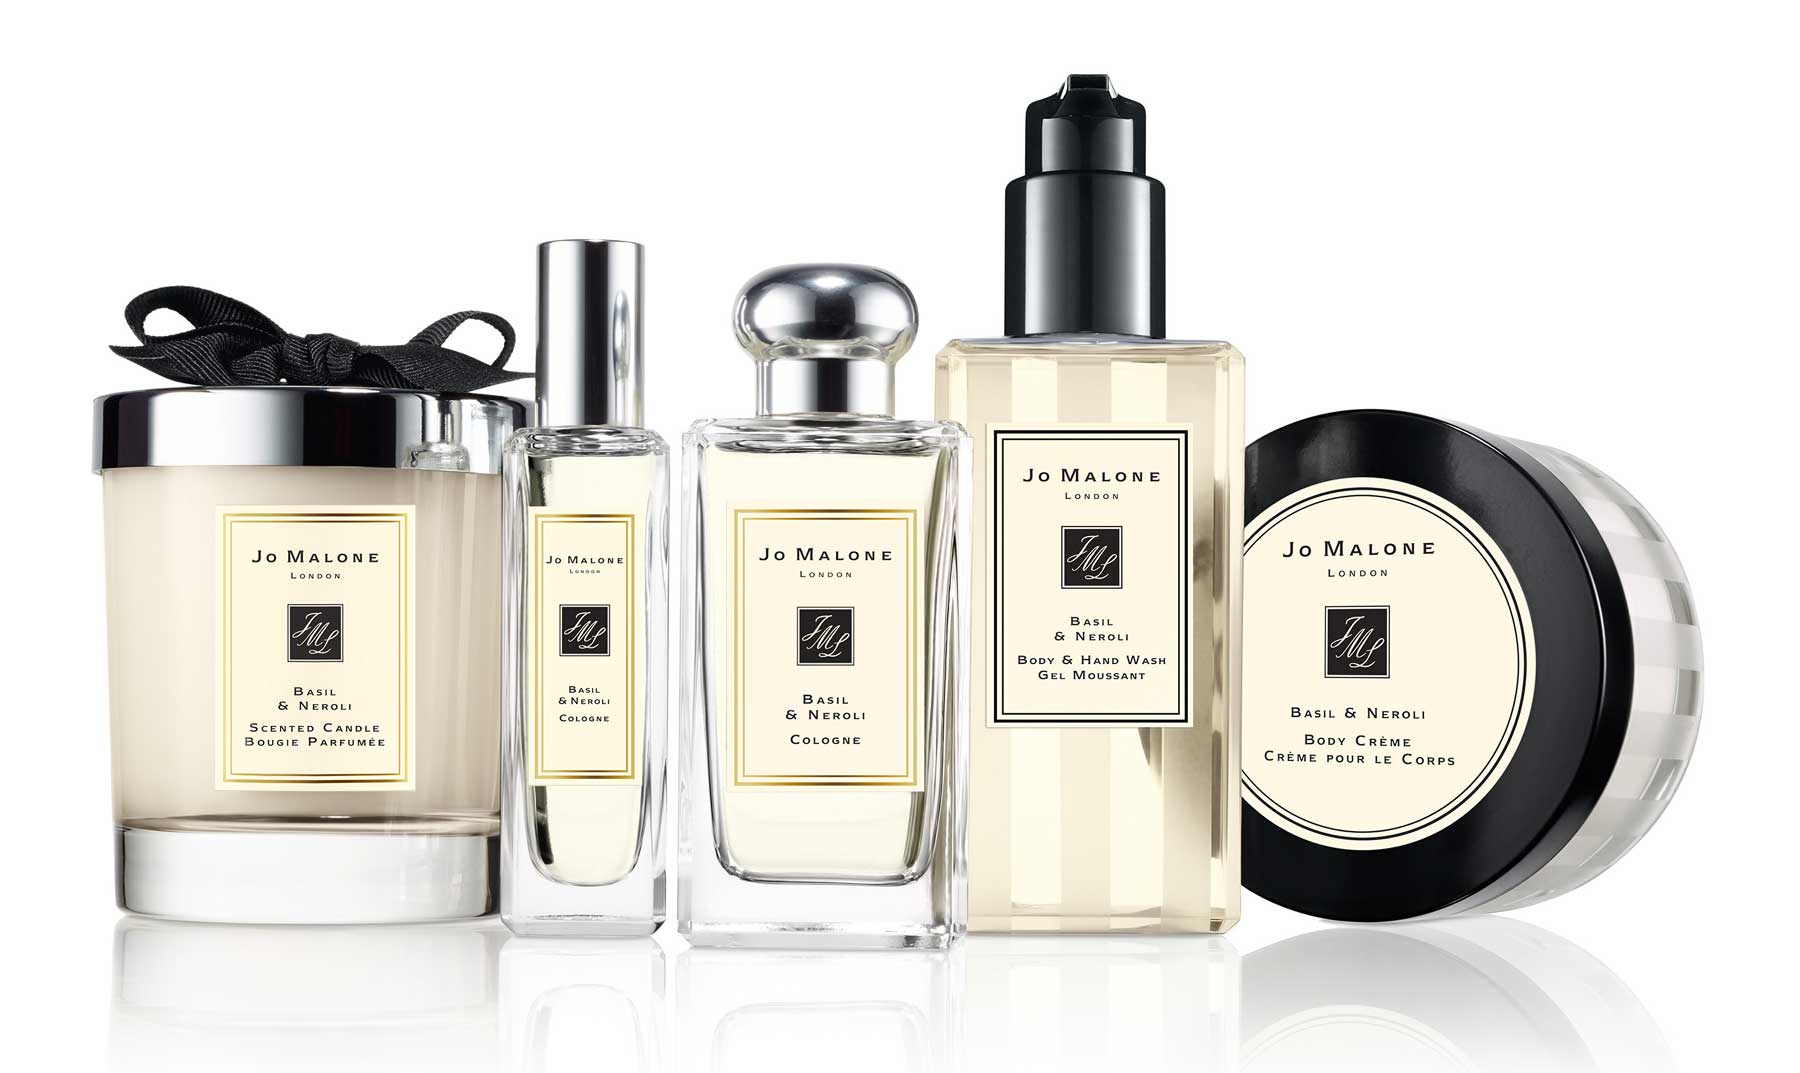 Jo Malone
London
JML
Basil
& Neroli
Scented Candle
Bougie Parfumée
Jo Malone
London
JML
Basil
& Neroli
Cologne
Jo Malone
London
JML
Basil
& Neroli
Cologne
Jo Malone
London
JML
Basil
& Neroli
Body & Hand Wash
Gel Moussant
Jo Malone
London
JML
Basil & Neroli
Body Crème
Crème pour le Corps